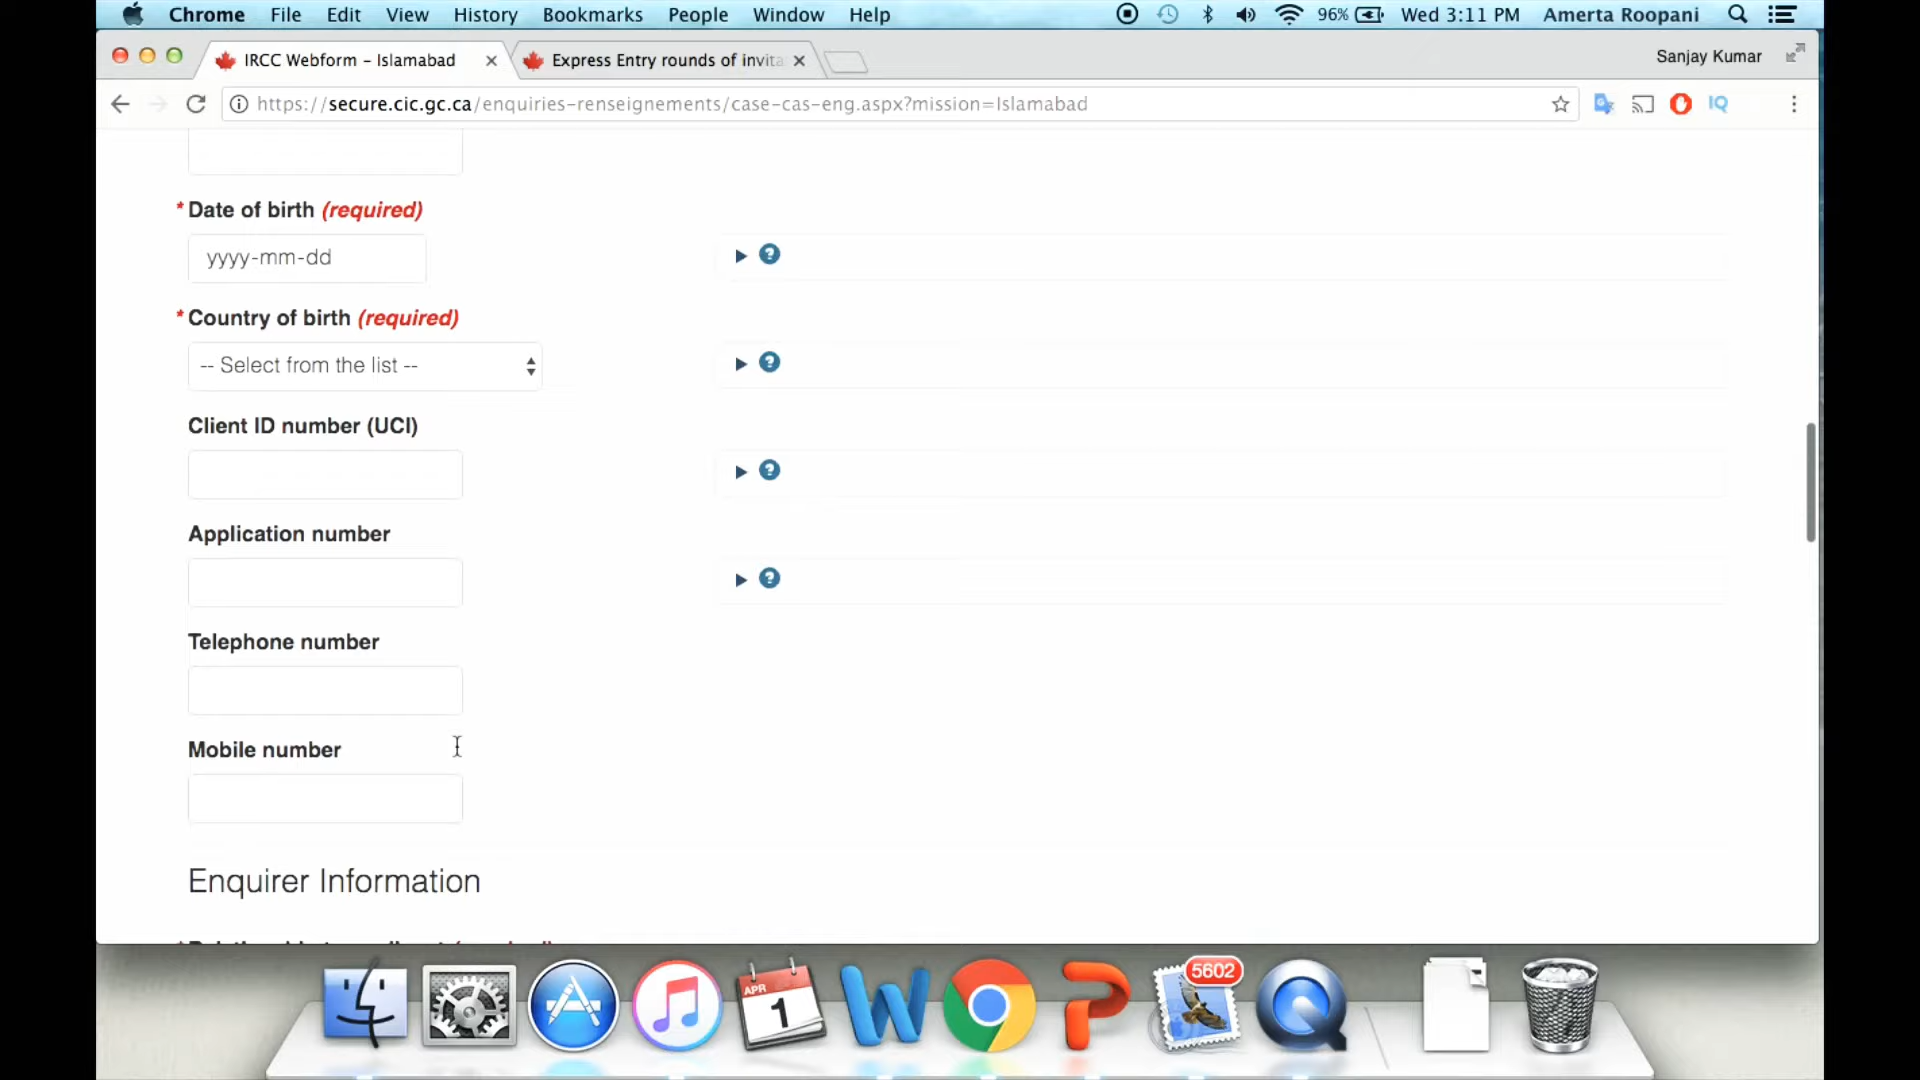 Chrome File Edit View History Bookmarks People Window Help 96% Wed 3:11 PM Amerta Roopani
IRCC Webform - Islamabad Express Entry rounds of invita Sanjay Kumar
https://secure.cic.gc.ca/enquiries-renseignements/case-cas-eng.aspx?mission=Islamabad IQ
* Date of birth (required)
yyyy-mm-dd
?
* Country of birth (required)
-- Select from the list --
?
Client ID number (UCI)
?
Application number
?
Telephone number
Mobile number
Enquirer Information
APR
1
5602